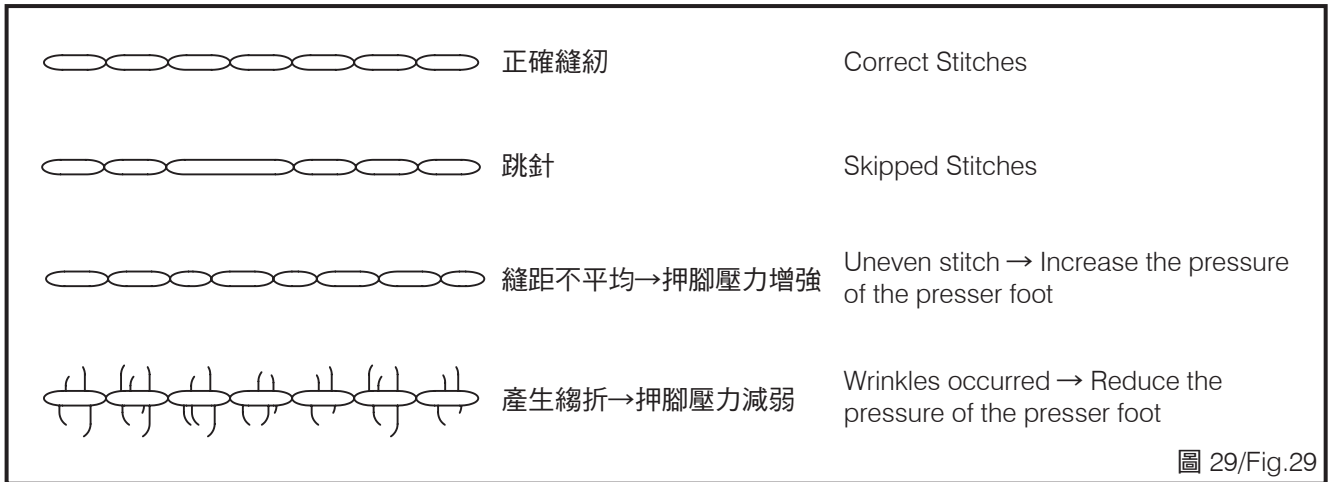 正確縫紉 Correct Stitches
跳針 Skipped Stitches
縫距不平均→押腳壓力增強 Uneven stitch → Increase the pressure
of the presser foot
產生縐折→押腳壓力減弱 Wrinkles occurred → Reduce the
pressure of the presser foot
圖 29/Fig.29